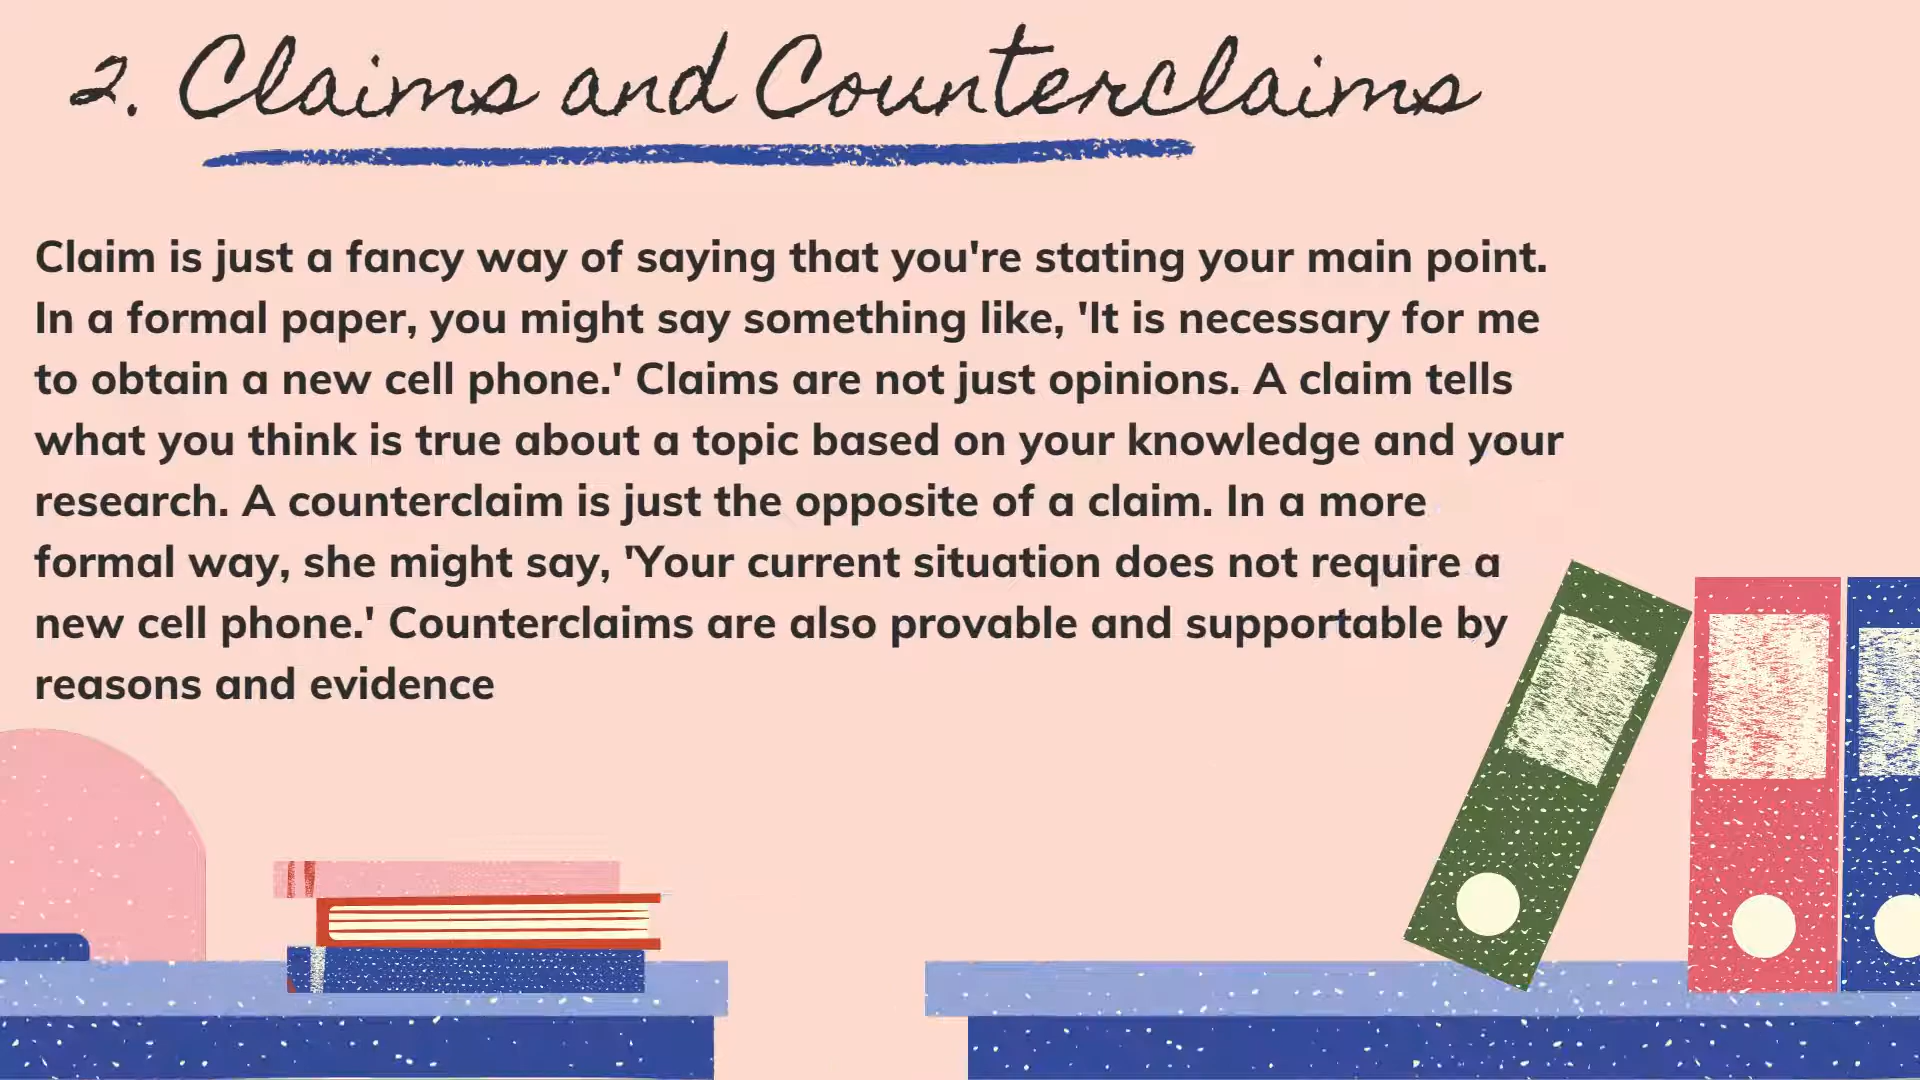 2. Claims and Counterclaims
Claim is just a fancy way of saying that you're stating your main point.
In a formal paper, you might say something like, 'It is necessary for me
to obtain a new cell phone.' Claims are not just opinions. A claim tells
what you think is true about a topic based on your knowledge and your
research. A counterclaim is just the opposite of a claim. In a more
formal way, she might say, 'Your current situation does not require a
new cell phone.' Counterclaims are also provable and supportable by
reasons and evidence